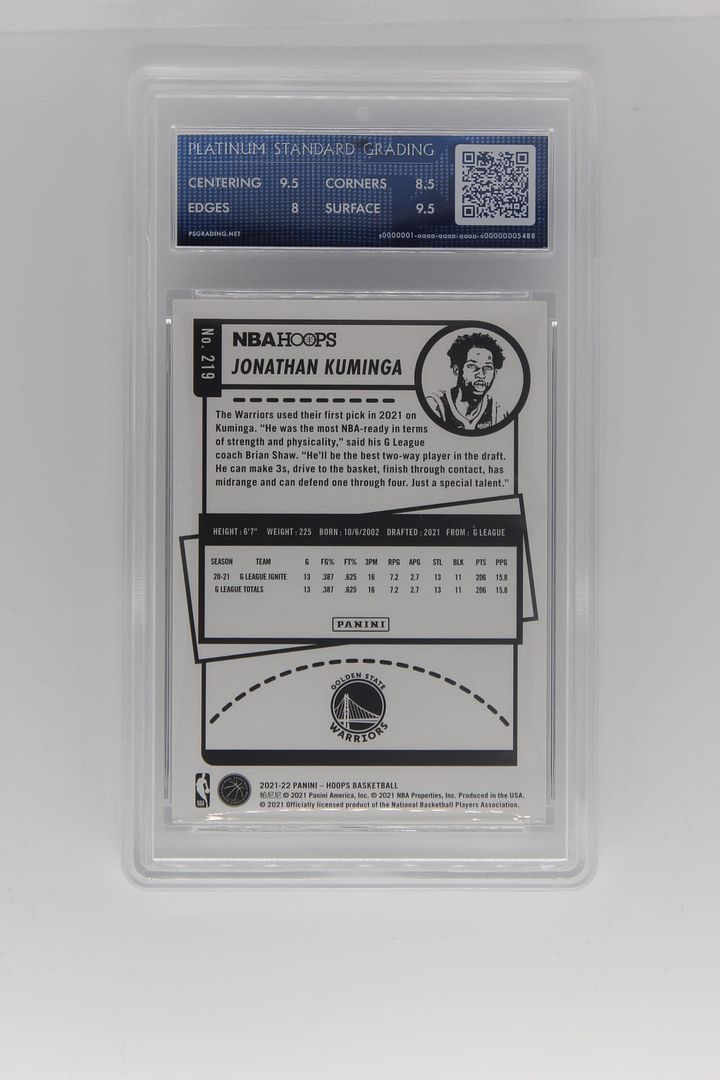 PLATINUM STANDARD GRADING
CENTERING 9.5 CORNERS 8.5
EDGES 8 SURFACE 9.5
PSGRADING.NET
No. 219
NBA HOOPS
JONATHAN KUMINGA
The Warriors used their first pick in 2021 on
Kuminga. “He was the most NBA-ready in terms
of strength and physicality,” said his G League
coach Brian Shaw. “He'll be the best two-way player in the draft.
He can make 3s, drive to the basket, finish through contact, has
midrange and can defend one through four. Just a special talent.”
HEIGHT: 6'7" WEIGHT: 225 BORN: 10/6/2002 DRAFTED: 2021 FROM: G LEAGUE
SEASON TEAM G FG% FT% 3PM RPG APG STL BLK PTS PPG
20-21 G LEAGUE IGNITE 13 .387 .625 16 7.2 2.7 13 11 206 15.8
G LEAGUE TOTALS 13 .387 .625 16 7.2 2.7 13 11 206 15.8
PANINI
GOLDEN STATE
WARRIORS
NBA
2021-22 PANINI – HOOPS BASKETBALL
帕尼尼 © 2021 Panini America, Inc. © 2021 NBA Properties, Inc. Produced in the USA.
© 2021 Officially licensed product of the National Basketball Players Association.